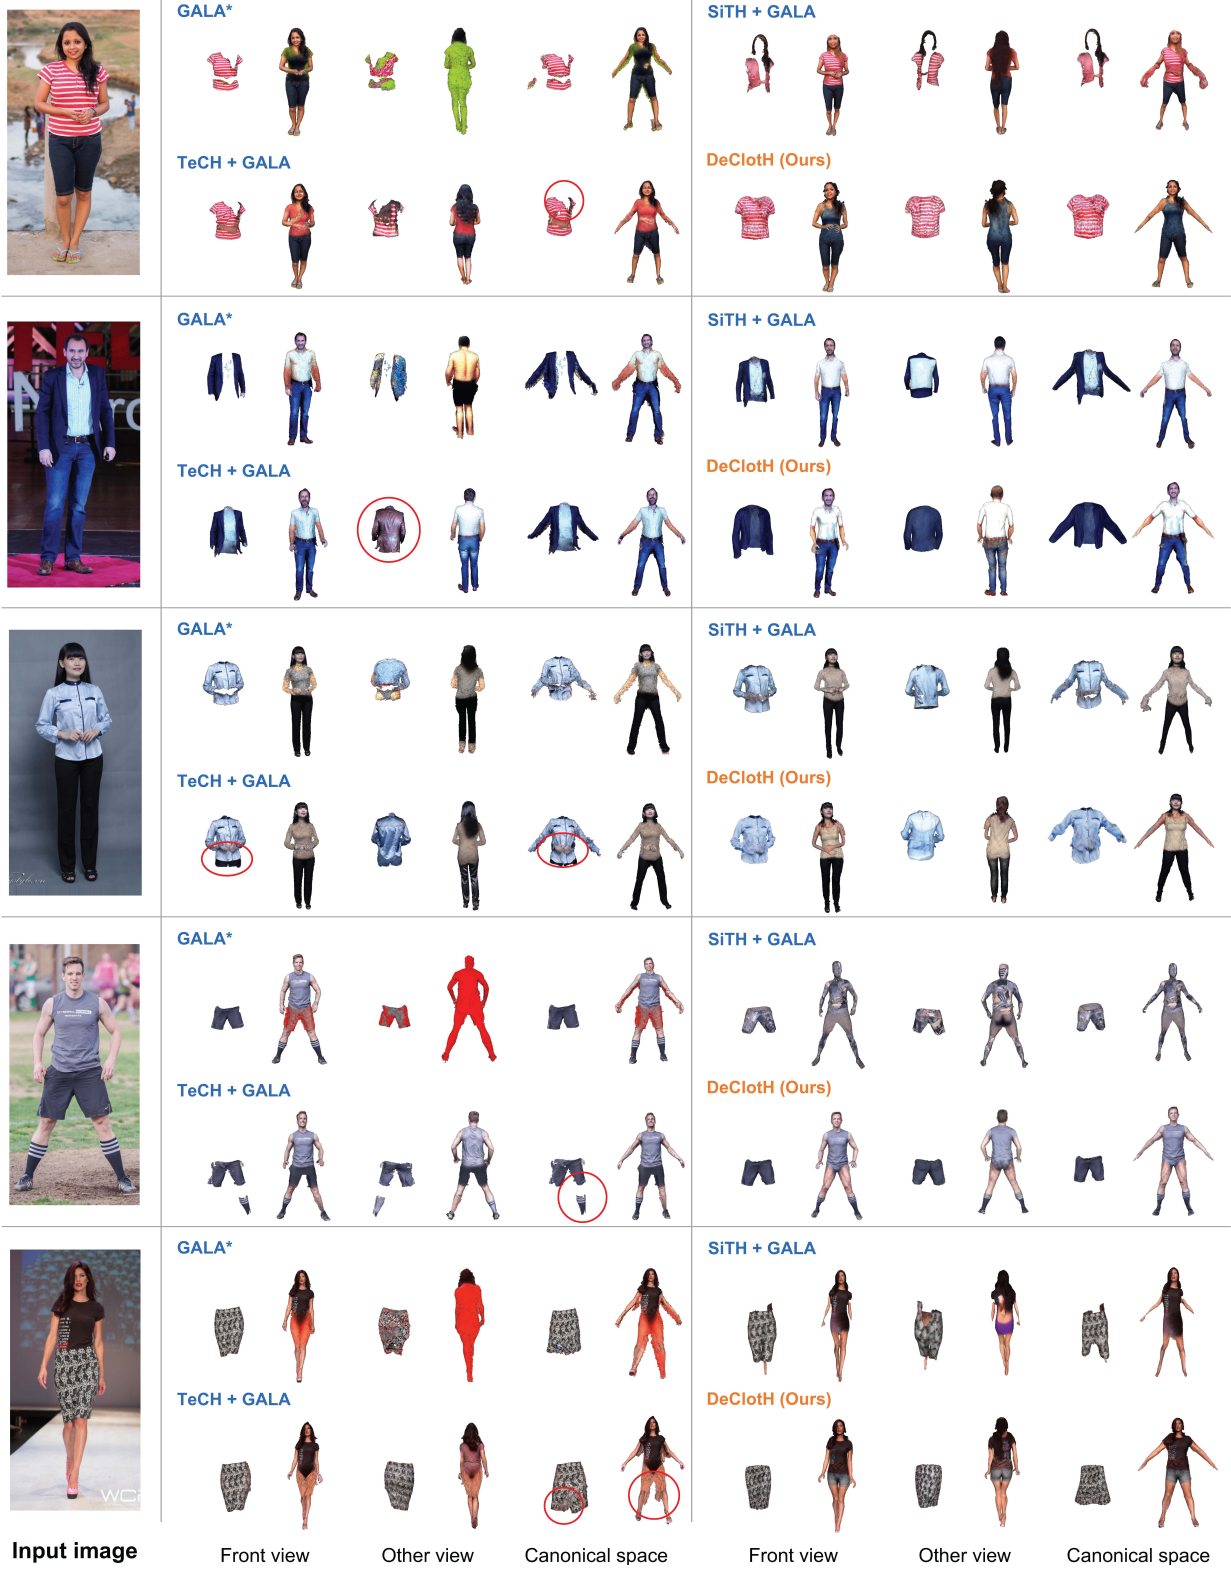 GALA*
SiTH + GALA
TeCH + GALA
DeClotH (Ours)
GALA*
SiTH + GALA
TeCH + GALA
DeClotH (Ours)
GALA*
SiTH + GALA
TeCH + GALA
DeClotH (Ours)
GALA*
SiTH + GALA
TeCH + GALA
DeClotH (Ours)
GALA*
SiTH + GALA
TeCH + GALA
DeClotH (Ours)
Input image
Front view
Other view
Canonical space
Front view
Other view
Canonical space